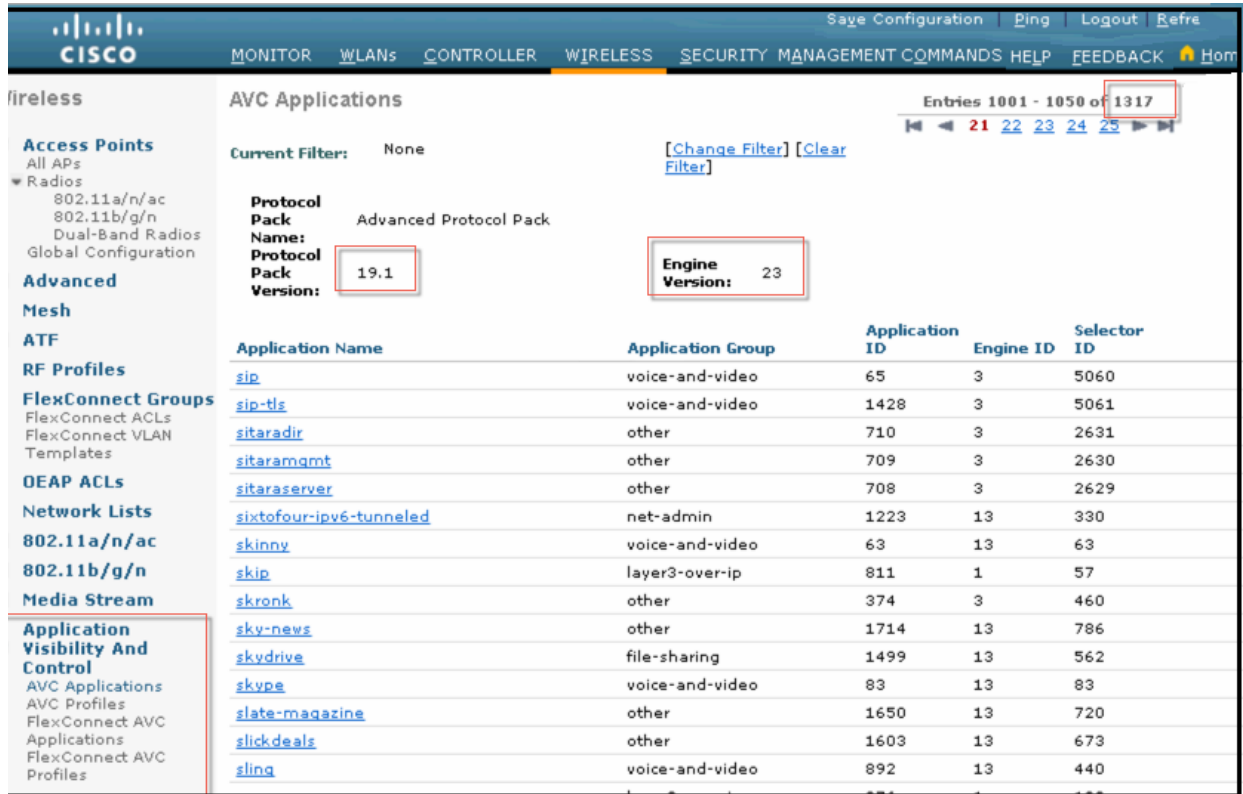 Save Configuration | Ping | Logout | Refre
CISCO
MONITOR WLANs CONTROLLER WIRELESS SECURITY MANAGEMENT COMMANDS HELP FEEDBACK Hom
ireless
Access Points
All APs
Radios
802.11a/n/ac
802.11b/g/n
Dual-Band Radios
Global Configuration
Advanced
Mesh
ATF
RF Profiles
FlexConnect Groups
FlexConnect ACLs
FlexConnect VLAN
Templates
OEAP ACLs
Network Lists
802.11a/n/ac
802.11b/g/n
Media Stream
Application
Visibility And
Control
AVC Applications
AVC Profiles
FlexConnect AVC
Applications
FlexConnect AVC
Profiles
AVC Applications
Entries 1001 - 1050 of 1317
21 22 23 24 25
Current Filter: None [Change Filter] [Clear
Filter]
Protocol
Pack
Name:
Advanced Protocol Pack
Protocol
Pack
Version:
19.1
Engine
Version:
23
Application Name Application Group Application ID Engine ID Selector ID
sip voice-and-video 65 3 5060
sip-tls voice-and-video 1428 3 5061
sitaradir other 710 3 2631
sitaramgmt other 709 3 2630
sitaraserver other 708 3 2629
sixtofour-ipv6-tunneled net-admin 1223 13 330
skinny voice-and-video 63 13 63
skip layer3-over-ip 811 1 57
skronk other 374 3 460
sky-news other 1714 13 786
skydrive file-sharing 1499 13 562
skype voice-and-video 83 13 83
slate-magazine other 1650 13 720
slickdeals other 1603 13 673
sling voice-and-video 892 13 440